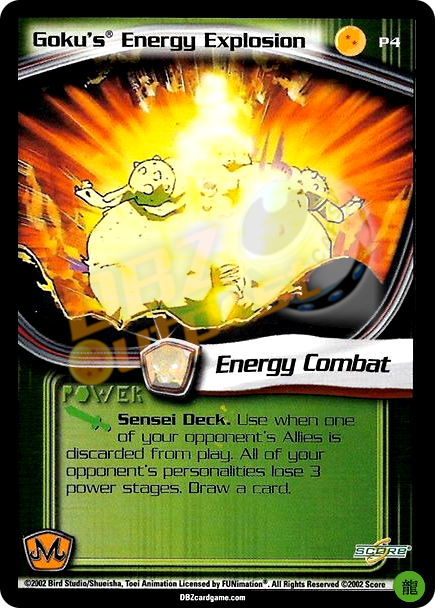 Goku's® Energy Explosion
P4
Energy Combat
POWER
Sensei Deck. Use when one
of your opponent's Allies is
discarded from play. All of your
opponent's personalities lose 3
power stages. Draw a card.
M
SCORE
龍
©2002 Bird Studio/Shueisha, Toei Animation Licensed by FUNimation®. All Rights Reserved ©2002 Score
DBZcardgame.com